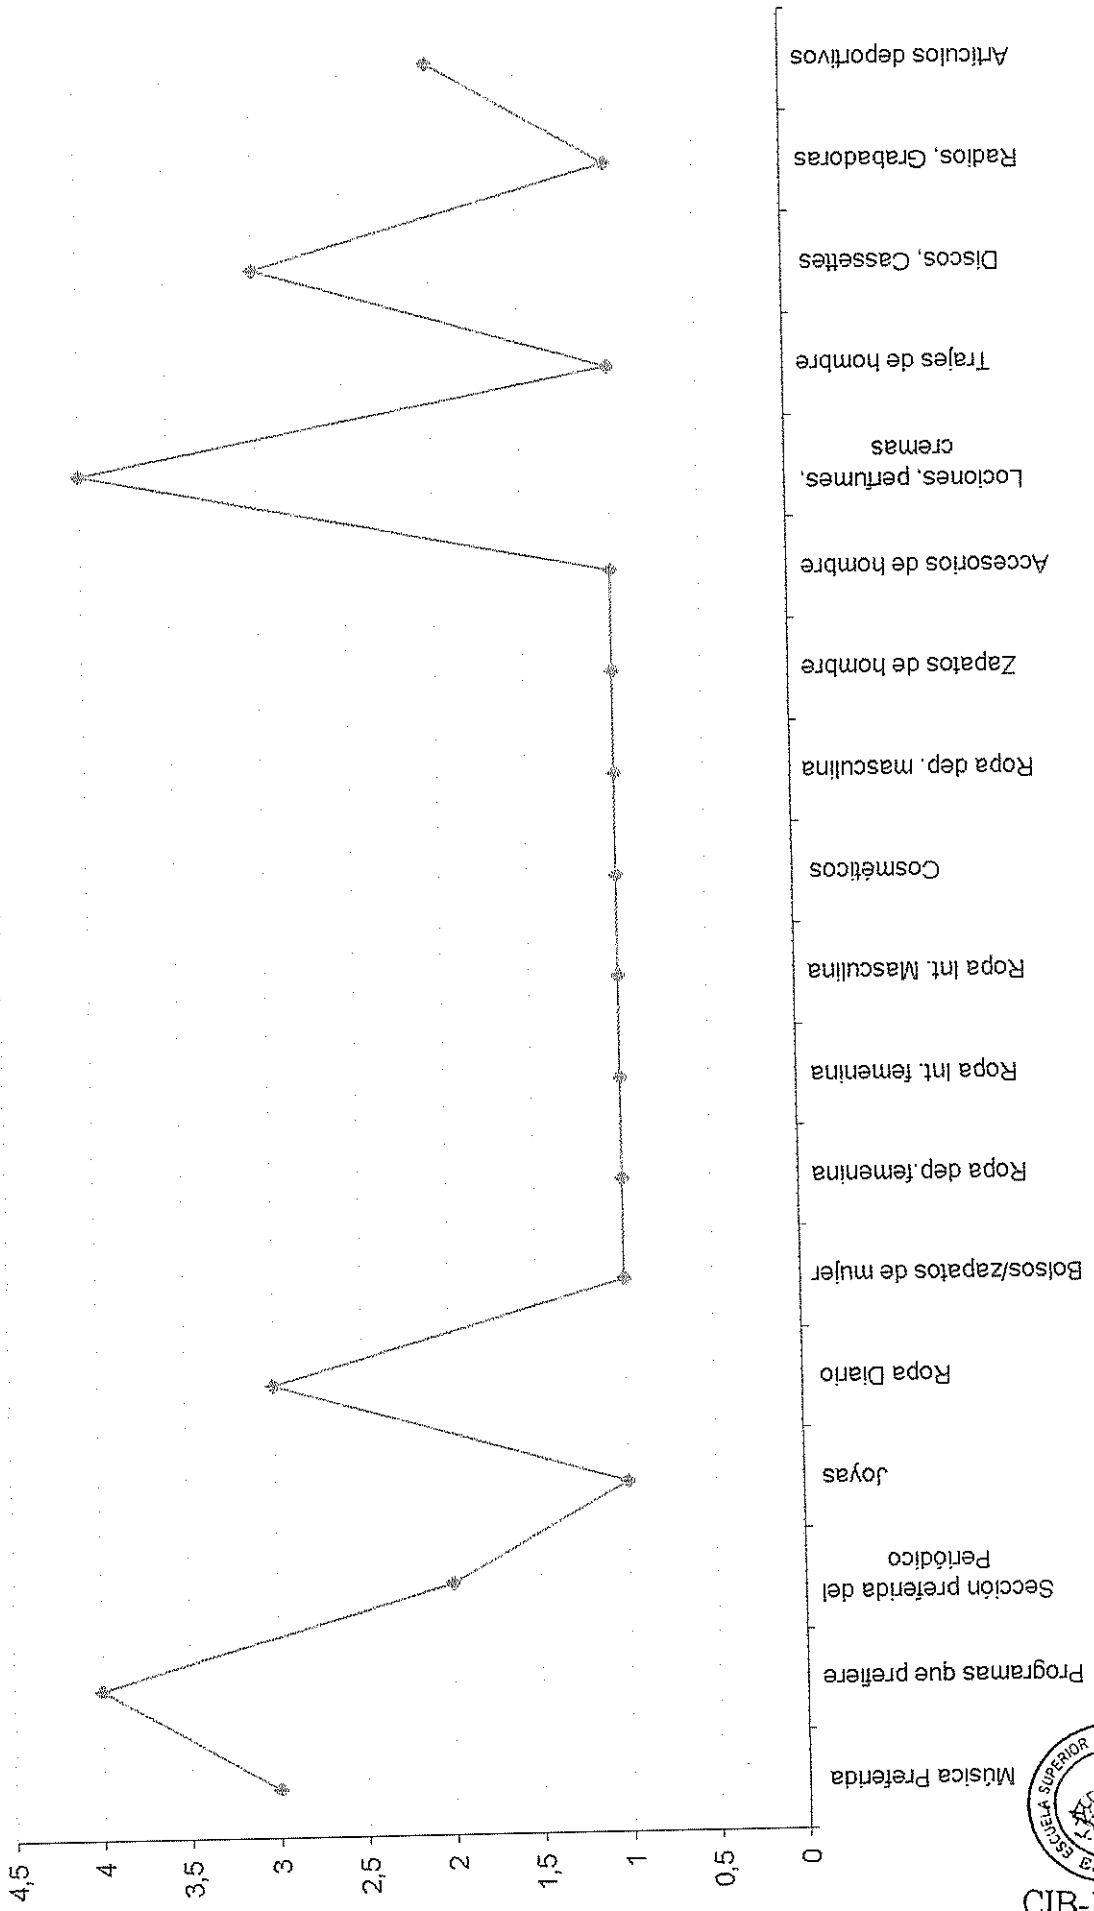 4,5
4
3,5
3
2,5
2
1,5
1
0,5
0
Música Preferida
Programas que prefiere
Sección preferida del
Periódico
Joyas
Ropa Diario
Bolsos/zapatos de mujer
Ropa dep.femenina
Ropa Int. femenina
Ropa Int. Masculina
Cosméticos
Ropa dep. masculina
Zapatos de hombre
Accesorios de hombre
Lociones, perfumes,
cremas
Trajes de hombre
Discos, Cassettes
Radios, Grabadoras
Artículos deportivos
ESCUELA SUPERIOR
CIB-